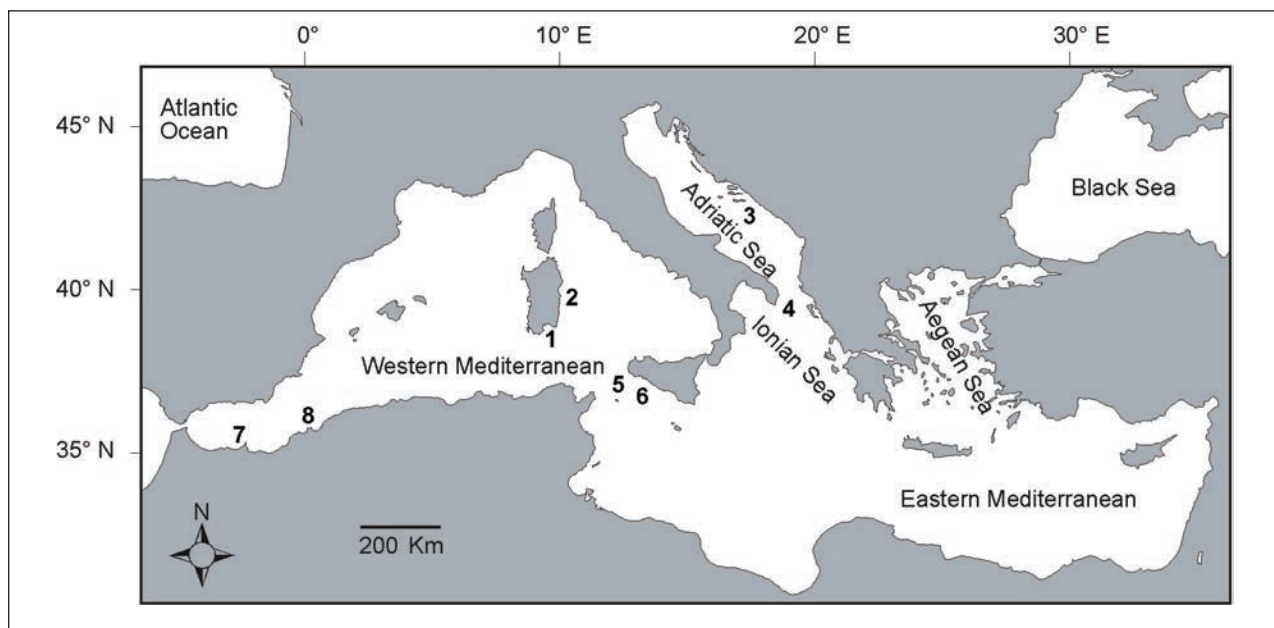 0° 10° E 20° E 30° E
45° N
40° N
35° N
Atlantic
Ocean
Black Sea
Adriatic Sea
3
2
4
1
Ionian Sea
Aegean Sea
Western Mediterranean
5
6
8
7
Eastern Mediterranean
N
200 Km